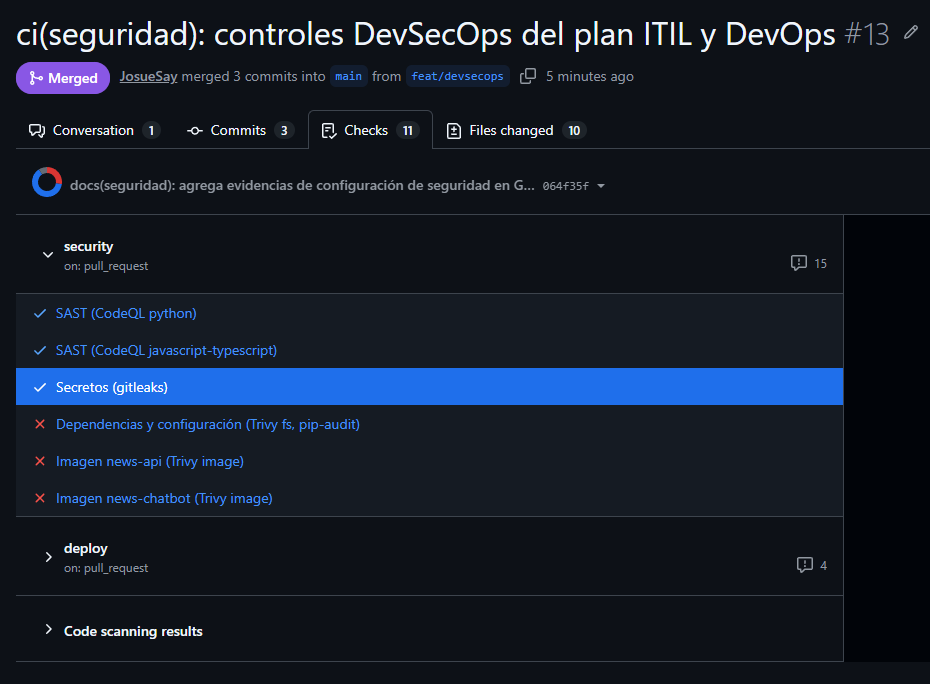 ci(seguridad): controles DevSecOps del plan ITIL y DevOps #13
Merged JosueSay merged 3 commits into main from feat/devsecops 5 minutes ago
Conversation 1 Commits 3 Checks 11 Files changed 10
docs(seguridad): agrega evidencias de configuración de seguridad en G... 064f35f
security
on: pull_request
15
SAST (CodeQL python)
SAST (CodeQL javascript-typescript)
Secretos (gitleaks)
Dependencias y configuración (Trivy fs, pip-audit)
Imagen news-api (Trivy image)
Imagen news-chatbot (Trivy image)
deploy
on: pull_request
4
Code scanning results